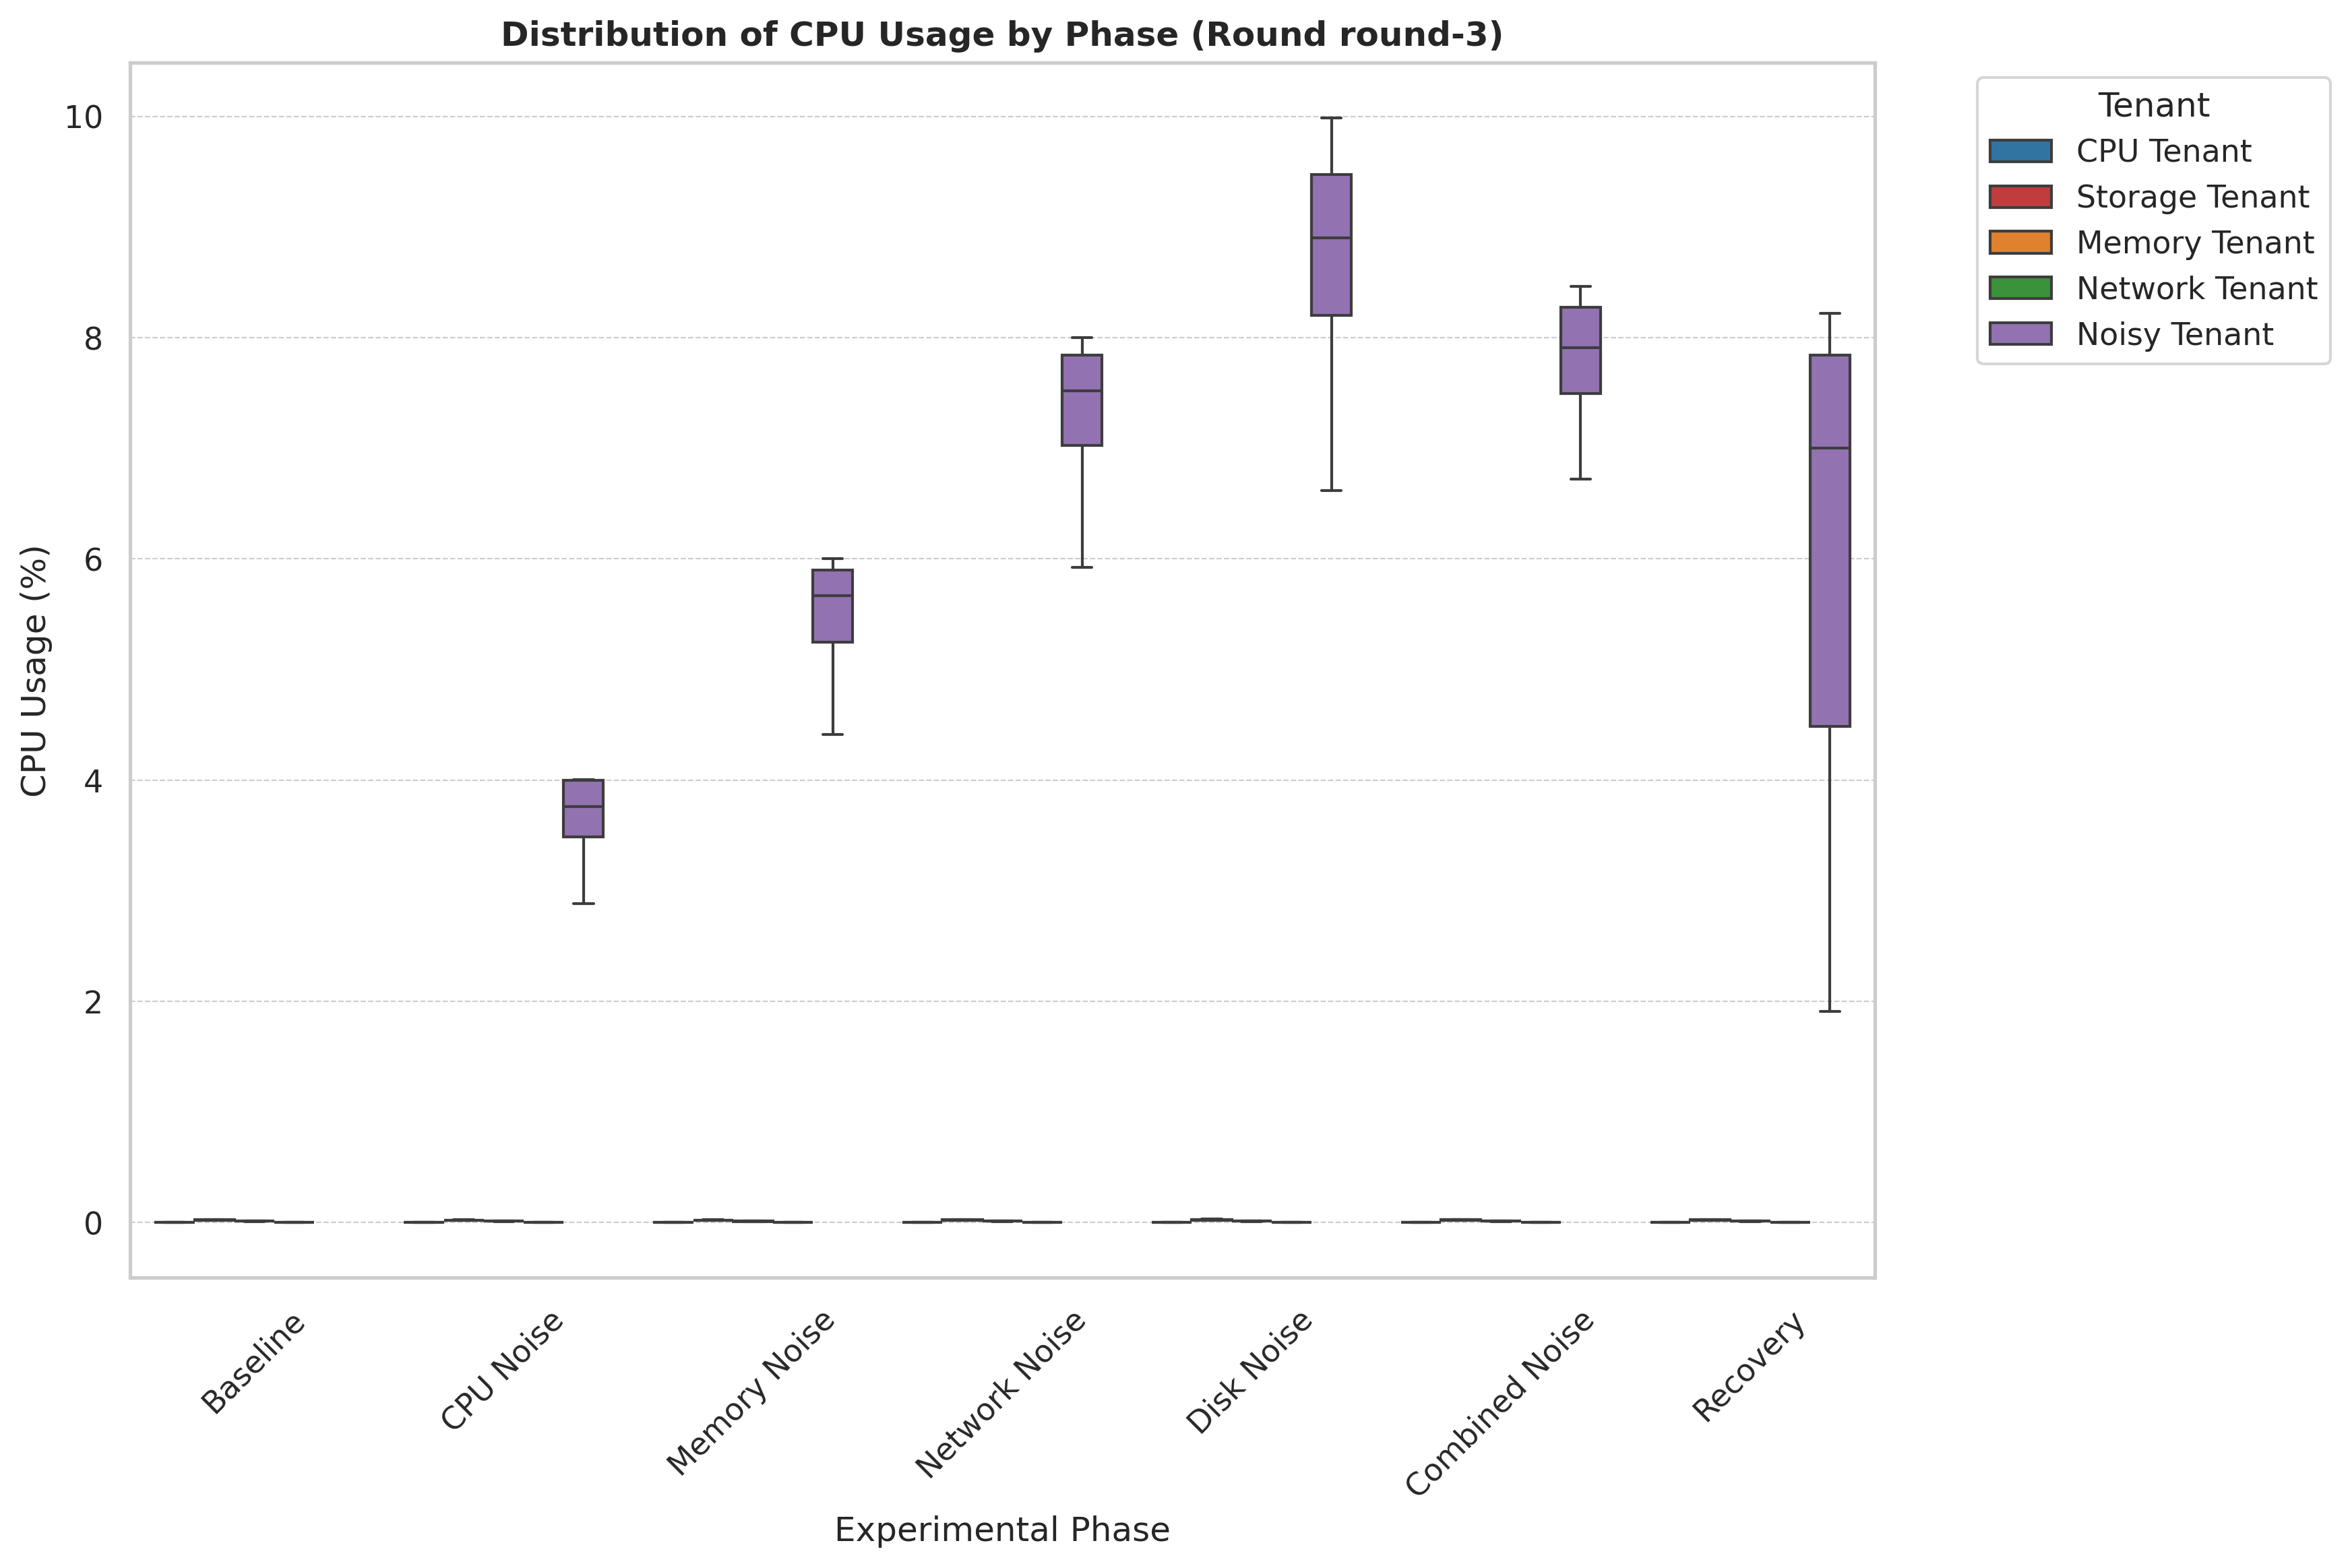 Distribution of CPU Usage by Phase (Round round-3)
CPU Usage (%)
10
8
6
4
2
0
Baseline
CPU Noise
Memory Noise
Network Noise
Disk Noise
Combined Noise
Recovery
Experimental Phase
Tenant
CPU Tenant
Storage Tenant
Memory Tenant
Network Tenant
Noisy Tenant